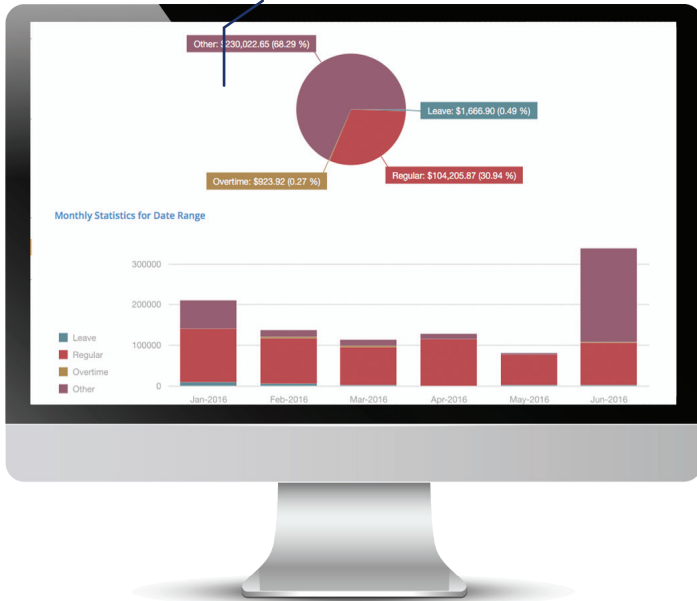 Other: $230,022.65 (68.29 %)
Leave: $1,666.90 (0.49 %)
Regular: $104,205.87 (30.94 %)
Overtime: $923.92 (0.27 %)
Monthly Statistics for Date Range
300000
200000
100000
0
Leave
Regular
Overtime
Other
Jan-2016 Feb-2016 Mar-2016 Apr-2016 May-2016 Jun-2016